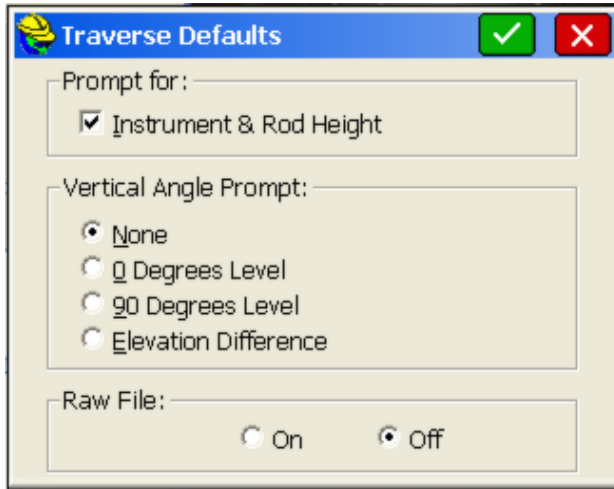 Traverse Defaults
Prompt for:
Instrument & Rod Height
Vertical Angle Prompt:
None
0 Degrees Level
90 Degrees Level
Elevation Difference
Raw File:
On Off